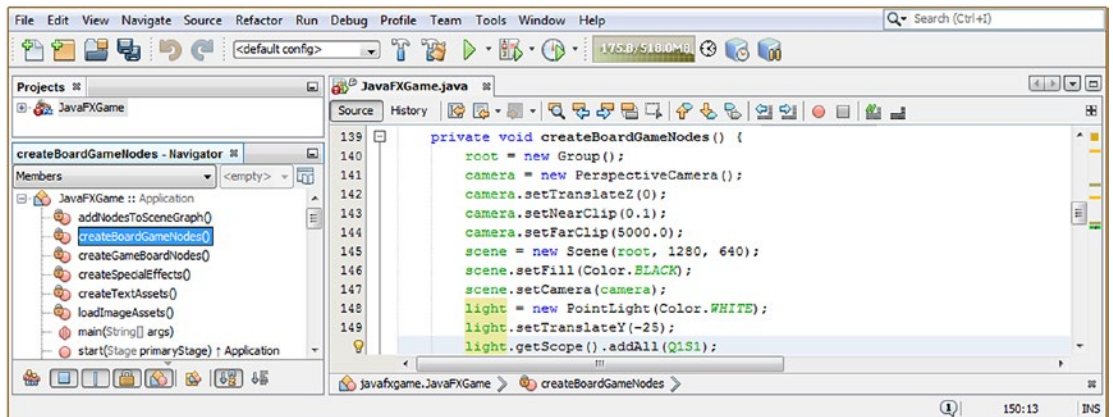 File Edit View Navigate Source Refactor Run Debug Profile Team Tools Window Help
Search (Ctrl+I)
<default config>
175.8/518.0MB
Projects
JavaFXGame
createBoardGameNodes - Navigator
Members
<empty>
JavaFXGame :: Application
addNodesToSceneGraph()
createBoardGameNodes()
createGameBoardNodes()
createSpecialEffects()
createTextAssets()
loadImageAssets()
main(String[] args)
start(Stage primaryStage) ↑ Application
JavaFXGame.java
Source History
139 private void createBoardGameNodes() {
140 root = new Group();
141 camera = new PerspectiveCamera();
142 camera.setTranslateZ(0);
143 camera.setNearClip(0.1);
144 camera.setFarClip(5000.0);
145 scene = new Scene(root, 1280, 640);
146 scene.setFill(Color.BLACK);
147 scene.setCamera(camera);
148 light = new PointLight(Color.WHITE);
149 light.setTranslateY(-25);
light.getScope().addAll(Q1S1);
javafxgame.JavaFXGame createBoardGameNodes
1 150:13 INS